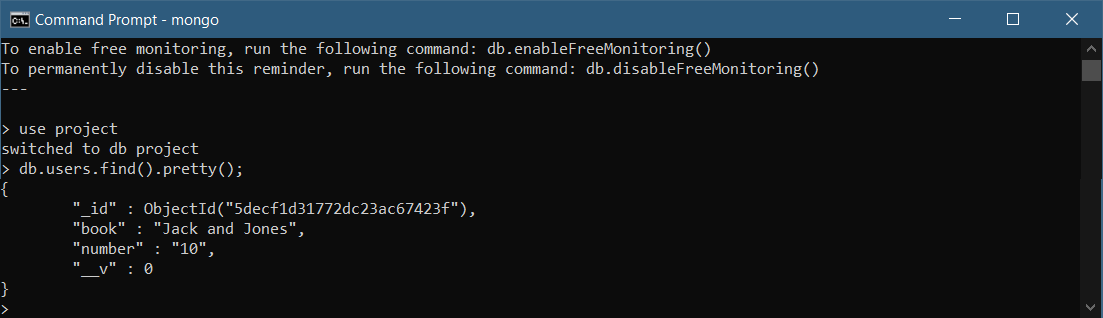 Command Prompt - mongo
To enable free monitoring, run the following command: db.enableFreeMonitoring()
To permanently disable this reminder, run the following command: db.disableFreeMonitoring()
---
> use project
switched to db project
> db.users.find().pretty();
{
        "_id" : ObjectId("5decf1d31772dc23ac67423f"),
        "book" : "Jack and Jones",
        "number" : "10",
        "__v" : 0
}
>